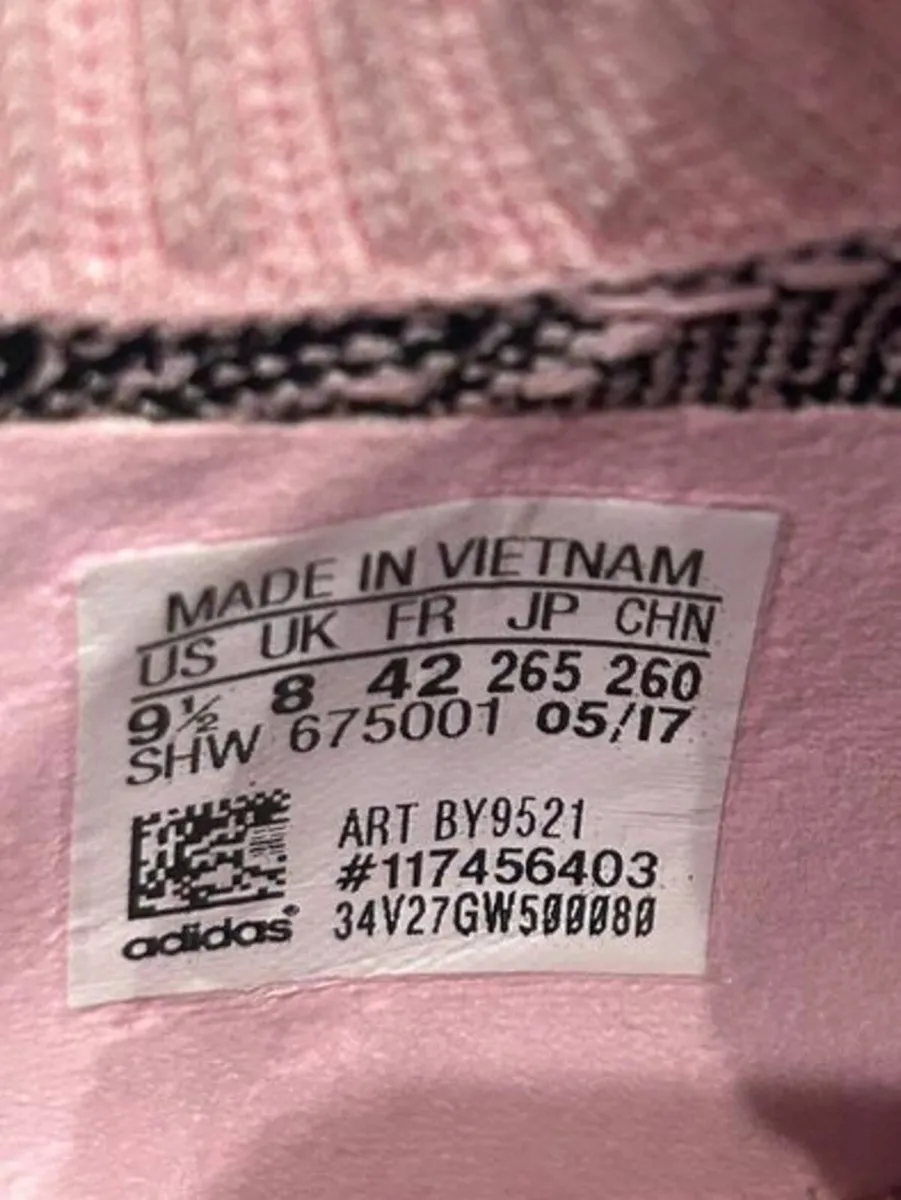 MADE IN VIETNAM
US UK FR JP CHN
9½ 8 42 265 260
SHW 675001 05/17
ART BY9521
#117456403
34V27GW500080
adidas®